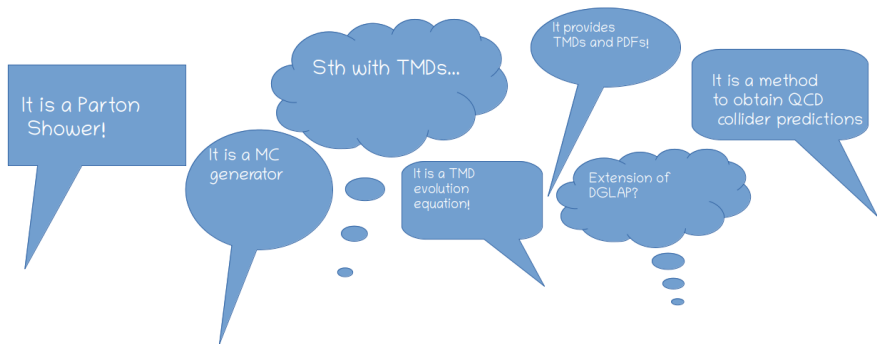 It is a Parton
Shower!
It is a MC
generator
Sth with TMDs...
It is a TMD
evolution
equation!
It provides
TMDs and PDFs!
Extension of
DGLAP?
It is a method
to obtain QCD
collider predictions